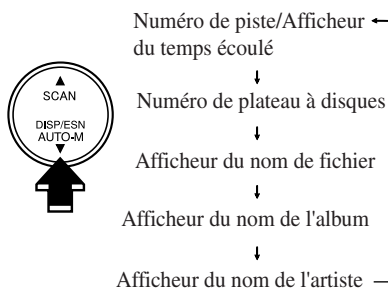 Numéro de piste/Afficheur
du temps écoulé
SCAN
DISP/ESN
AUTO-M
Numéro de plateau à disques
Afficheur du nom de fichier
Afficheur du nom de l'album
Afficheur du nom de l'artiste